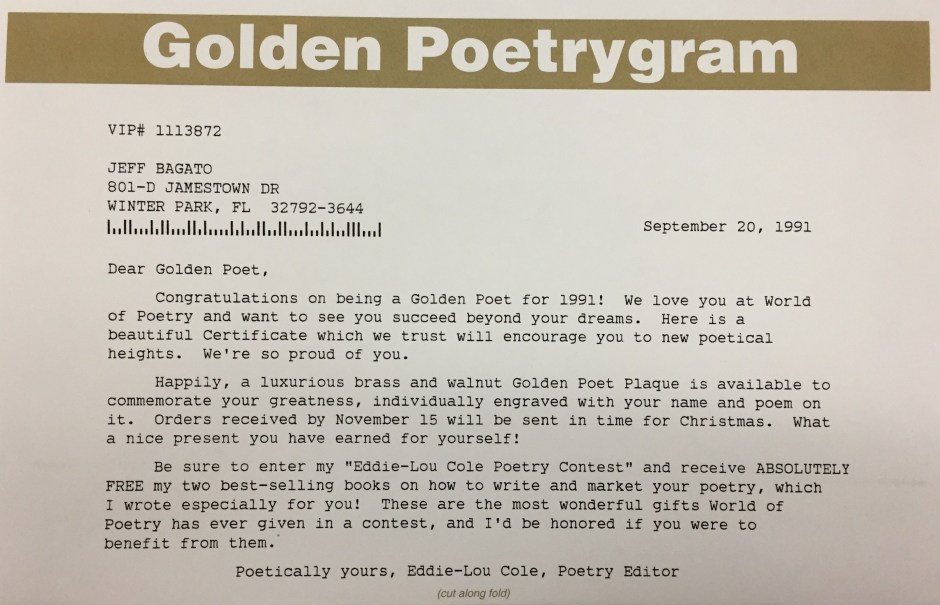 Golden Poetrygram
VIP# 1113872
JEFF BAGATO
801-D JAMESTOWN DR
WINTER PARK, FL  32792-3644
September 20, 1991
Dear Golden Poet,
Congratulations on being a Golden Poet for 1991!  We love you at World
of Poetry and want to see you succeed beyond your dreams.  Here is a
beautiful Certificate which we trust will encourage you to new poetical
heights.  We're so proud of you.
Happily, a luxurious brass and walnut Golden Poet Plaque is available to
commemorate your greatness, individually engraved with your name and poem on
it.  Orders received by November 15 will be sent in time for Christmas.  What
a nice present you have earned for yourself!
Be sure to enter my "Eddie-Lou Cole Poetry Contest" and receive ABSOLUTELY
FREE my two best-selling books on how to write and market your poetry, which
I wrote especially for you!  These are the most wonderful gifts World of
Poetry has ever given in a contest, and I'd be honored if you were to
benefit from them.
Poetically yours, Eddie-Lou Cole, Poetry Editor
(cut along fold)